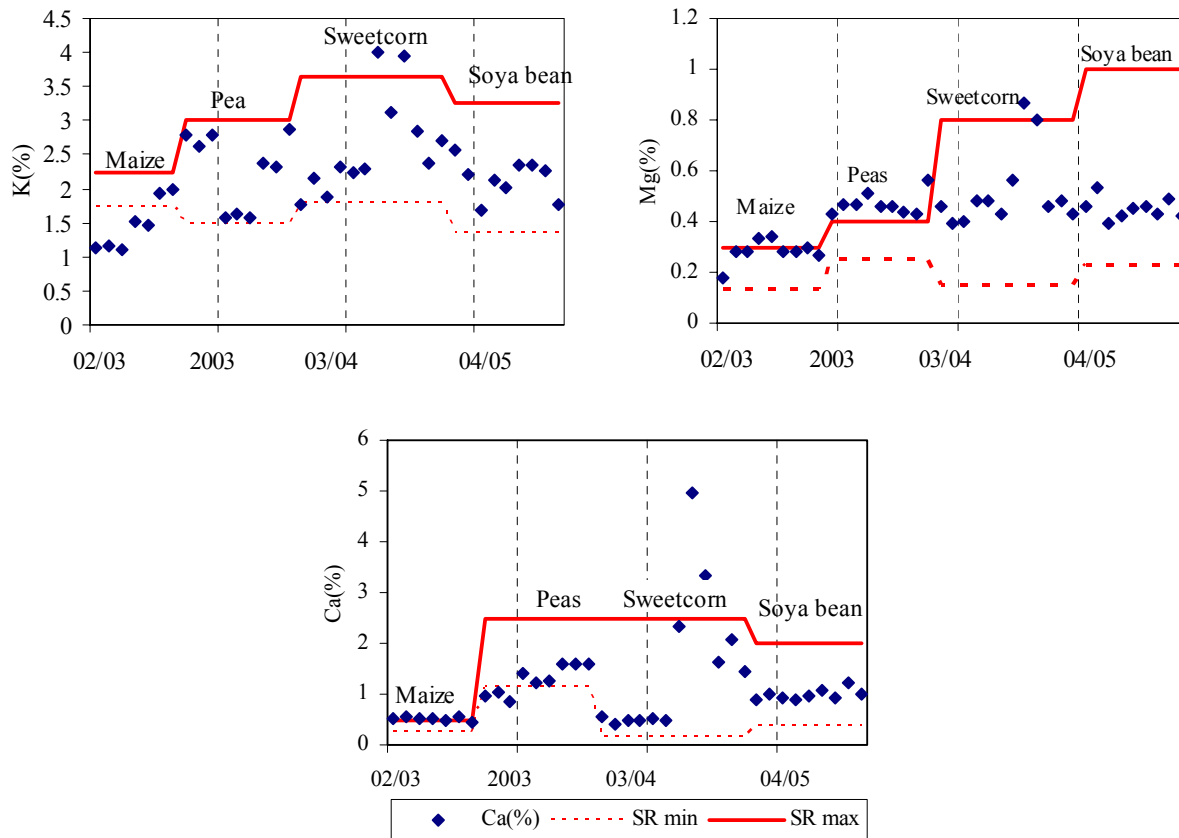 K(%)
4.5
4
3.5
3
2.5
2
1.5
1
0.5
0
Maize
Pea
Sweetcorn
Soya bean
02/03 2003 03/04 04/05
Mg(%)
1.2
1
0.8
0.6
0.4
0.2
0
Maize
Peas
Sweetcorn
Soya bean
02/03 2003 03/04 04/05
Ca(%)
6
5
4
3
2
1
0
Maize
Peas
Sweetcorn
Soya bean
02/03 2003 03/04 04/05
Ca(%) SR min SR max